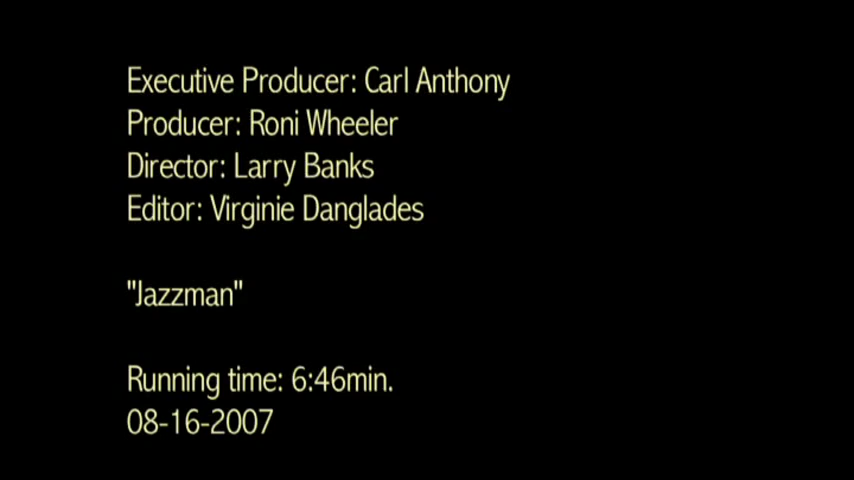 Executive Producer: Carl Anthony
Producer: Roni Wheeler
Director: Larry Banks
Editor: Virginie Danglades
"Jazzman"
Running time: 6:46min.
08-16-2007